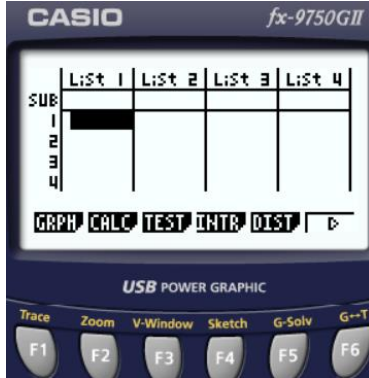 CASIO fx-9750GII
List 1 List 2 List 3 List 4
SUB
1
2
3
4
GRPH CALC TEST INTR DIST ▷
USB POWER GRAPHIC
Trace Zoom V-Window Sketch G-Solv G↔T
F1 F2 F3 F4 F5 F6